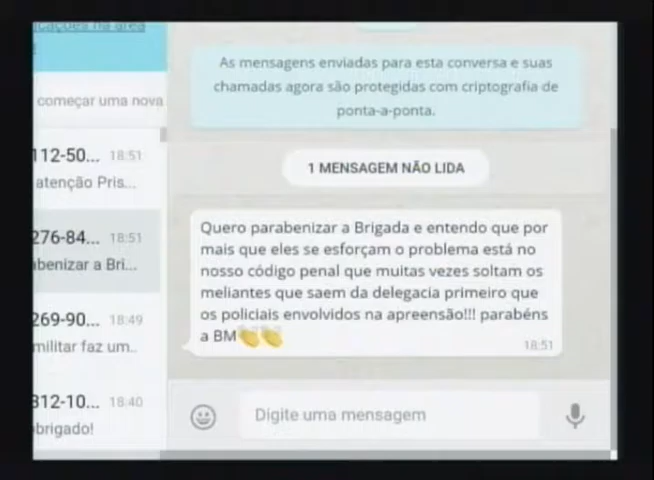 começar uma nova
112-50... 18:51
atenção Pris...
276-84... 18:51
abenizar a Bri...
269-90... 18:49
militar faz um..
312-10... 18:40
brigado!
As mensagens enviadas para esta conversa e suas
chamadas agora são protegidas com criptografia de
ponta-a-ponta.
1 MENSAGEM NÃO LIDA
Quero parabenizar a Brigada e entendo que por
mais que eles se esforçam o problema está no
nosso código penal que muitas vezes soltam os
meliantes que saem da delegacia primeiro que
os policiais envolvidos na apreensão!!! parabéns
a BM👏👏
18:51
Digite uma mensagem